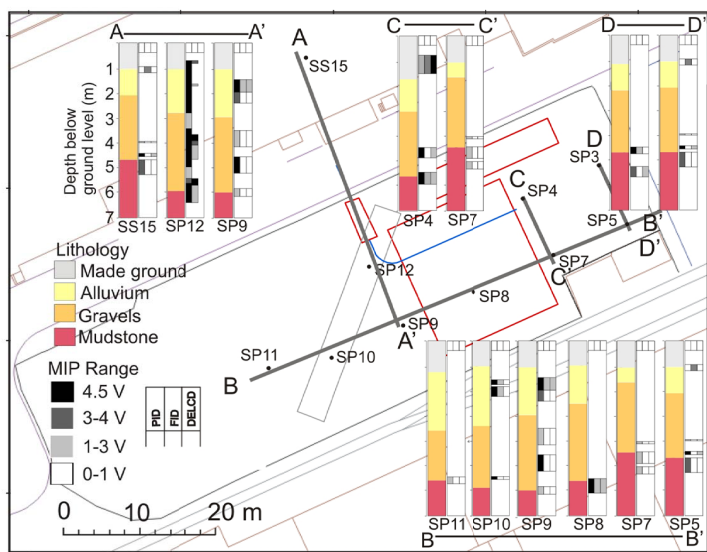 A A'
C C'
D D'
Depth below
ground level (m)
1
2
3
4
5
6
7
SS15 SP12 SP9
A
SS15
SP4 SP7
D
SP3
C
SP4
SP5
B'
D'
SP7
C'
SP12
SP8
SP9
A'
SP10
SP11
B
Lithology
Made ground
Alluvium
Gravels
Mudstone
MIP Range
4.5 V
3-4 V
1-3 V
0-1 V
PID
FID
DELCD
0 10 20 m
SP11 SP10 SP9 SP8 SP7 SP5
B B'